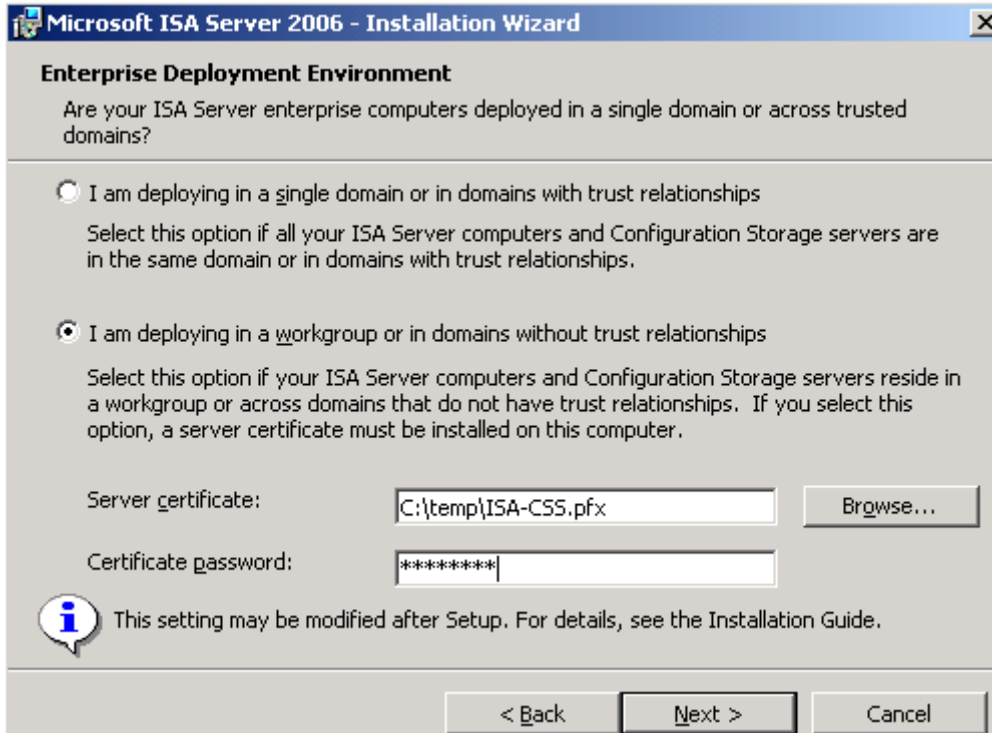 Microsoft ISA Server 2006 - Installation Wizard
Enterprise Deployment Environment
Are your ISA Server enterprise computers deployed in a single domain or across trusted
domains?
I am deploying in a single domain or in domains with trust relationships
Select this option if all your ISA Server computers and Configuration Storage servers are
in the same domain or in domains with trust relationships.
I am deploying in a workgroup or in domains without trust relationships
Select this option if your ISA Server computers and Configuration Storage servers reside in
a workgroup or across domains that do not have trust relationships.  If you select this
option, a server certificate must be installed on this computer.
Server certificate: C:\temp\ISA-CSS.pfx Browse...
Certificate password: ********
This setting may be modified after Setup. For details, see the Installation Guide.
< Back Next > Cancel